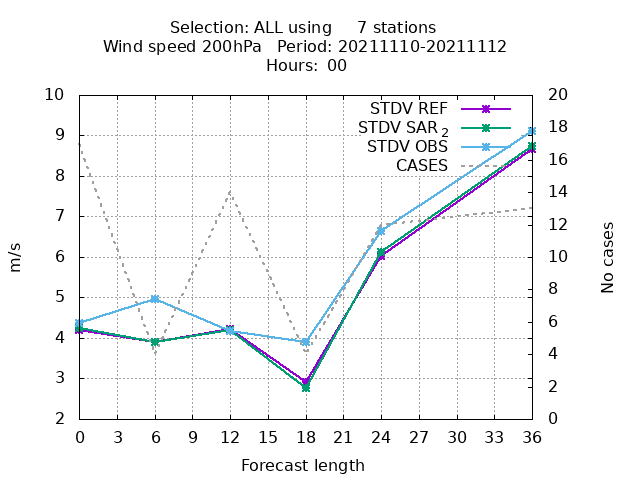 Selection: ALL using     7 stations
Wind speed 200hPa   Period: 20211110-20211112
Hours:  00
STDV REF
STDV SAR 2
STDV OBS
CASES
10
9
8
7
6
5
4
3
2
m/s
20
18
16
14
12
10
8
6
4
2
0
No cases
0 3 6 9 12 15 18 21 24 27 30 33 36
Forecast length